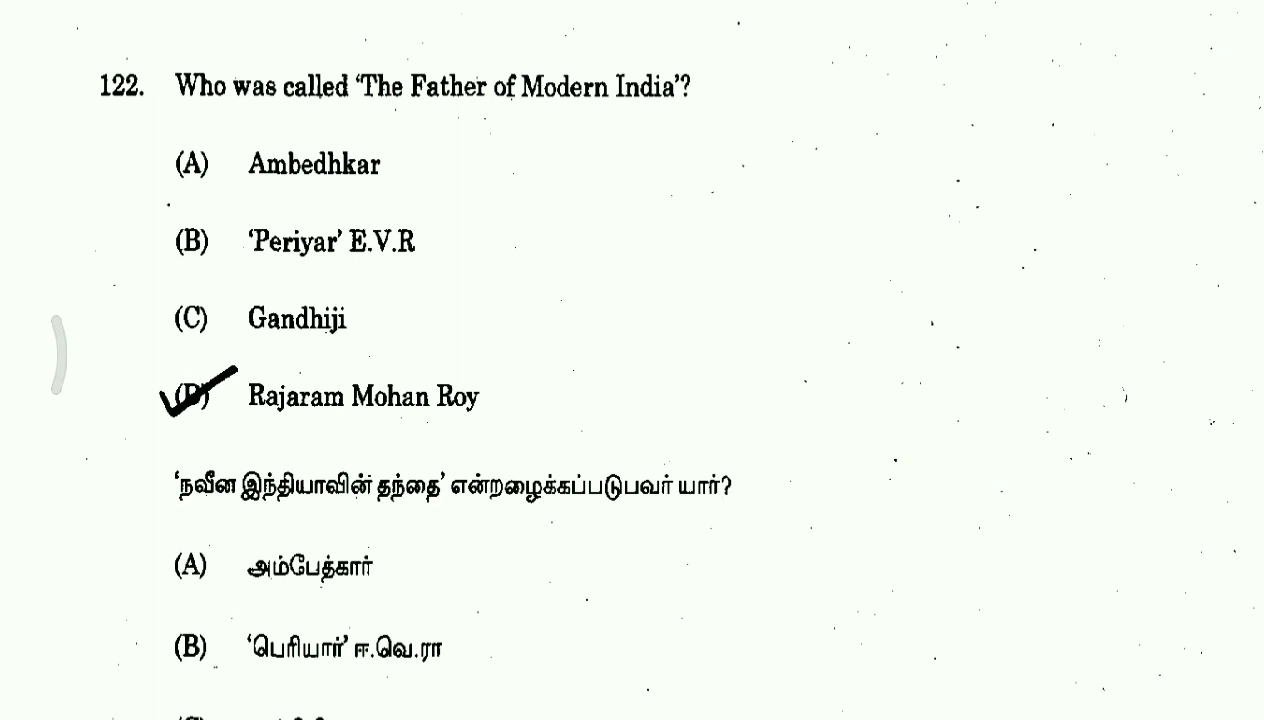 122. Who was called ‘The Father of Modern India’?
(A) Ambedhkar
(B) ‘Periyar’ E.V.R
(C) Gandhiji
(D) Rajaram Mohan Roy
‘நவீன இந்தியாவின் தந்தை’ என்றழைக்கப்படுபவர் யார்?
(A) அம்பேத்கார்
(B) ‘பெரியார்’ ஈ.வெ.ரா